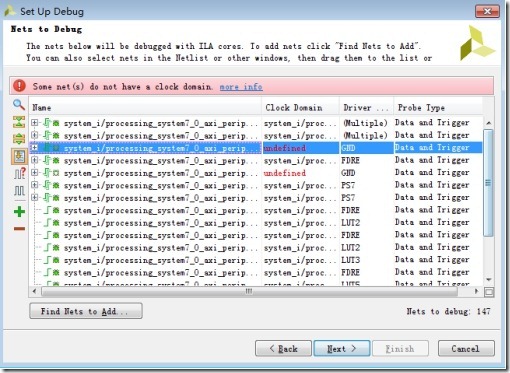 Set Up Debug
Nets to Debug
The nets below will be debugged with ILA cores. To add nets click "Find Nets to Add".
You can also select nets in the Netlist or other windows, then drag them to the list or
Some net(s) do not have a clock domain. more info
Name Clock Domain Driver ... Probe Type
system_i/processing_system7_0_axi_perip... system_i/proc... (Multiple) Data and Trigger
system_i/processing_system7_0_axi_perip... system_i/proc... (Multiple) Data and Trigger
system_i/processing_system7_0_axi_perip... undefined GND Data and Trigger
system_i/processing_system7_0_axi_perip... system_i/proc... FDRE Data and Trigger
system_i/processing_system7_0_axi_perip... undefined GND Data and Trigger
system_i/processing_system7_0_axi_perip... system_i/proc... PS7 Data and Trigger
system_i/processing_system7_0_axi_perip... system_i/proc... PS7 Data and Trigger
system_i/processing_system7_0_axi_perip... system_i/proc... FDRE Data and Trigger
system_i/processing_system7_0_axi_perip... system_i/proc... LUT2 Data and Trigger
system_i/processing_system7_0_axi_perip... system_i/proc... FDRE Data and Trigger
system_i/processing_system7_0_axi_perip... system_i/proc... LUT2 Data and Trigger
system_i/processing_system7_0_axi_perip... system_i/proc... LUT3 Data and Trigger
system_i/processing_system7_0_axi_perip... system_i/proc... FDRE Data and Trigger
system_i/processing_system7_0_axi_perip... system_i/proc... LUT5 Data and Trigger
Find Nets to Add... Nets to debug: 147
< Back Next > Finish Cancel